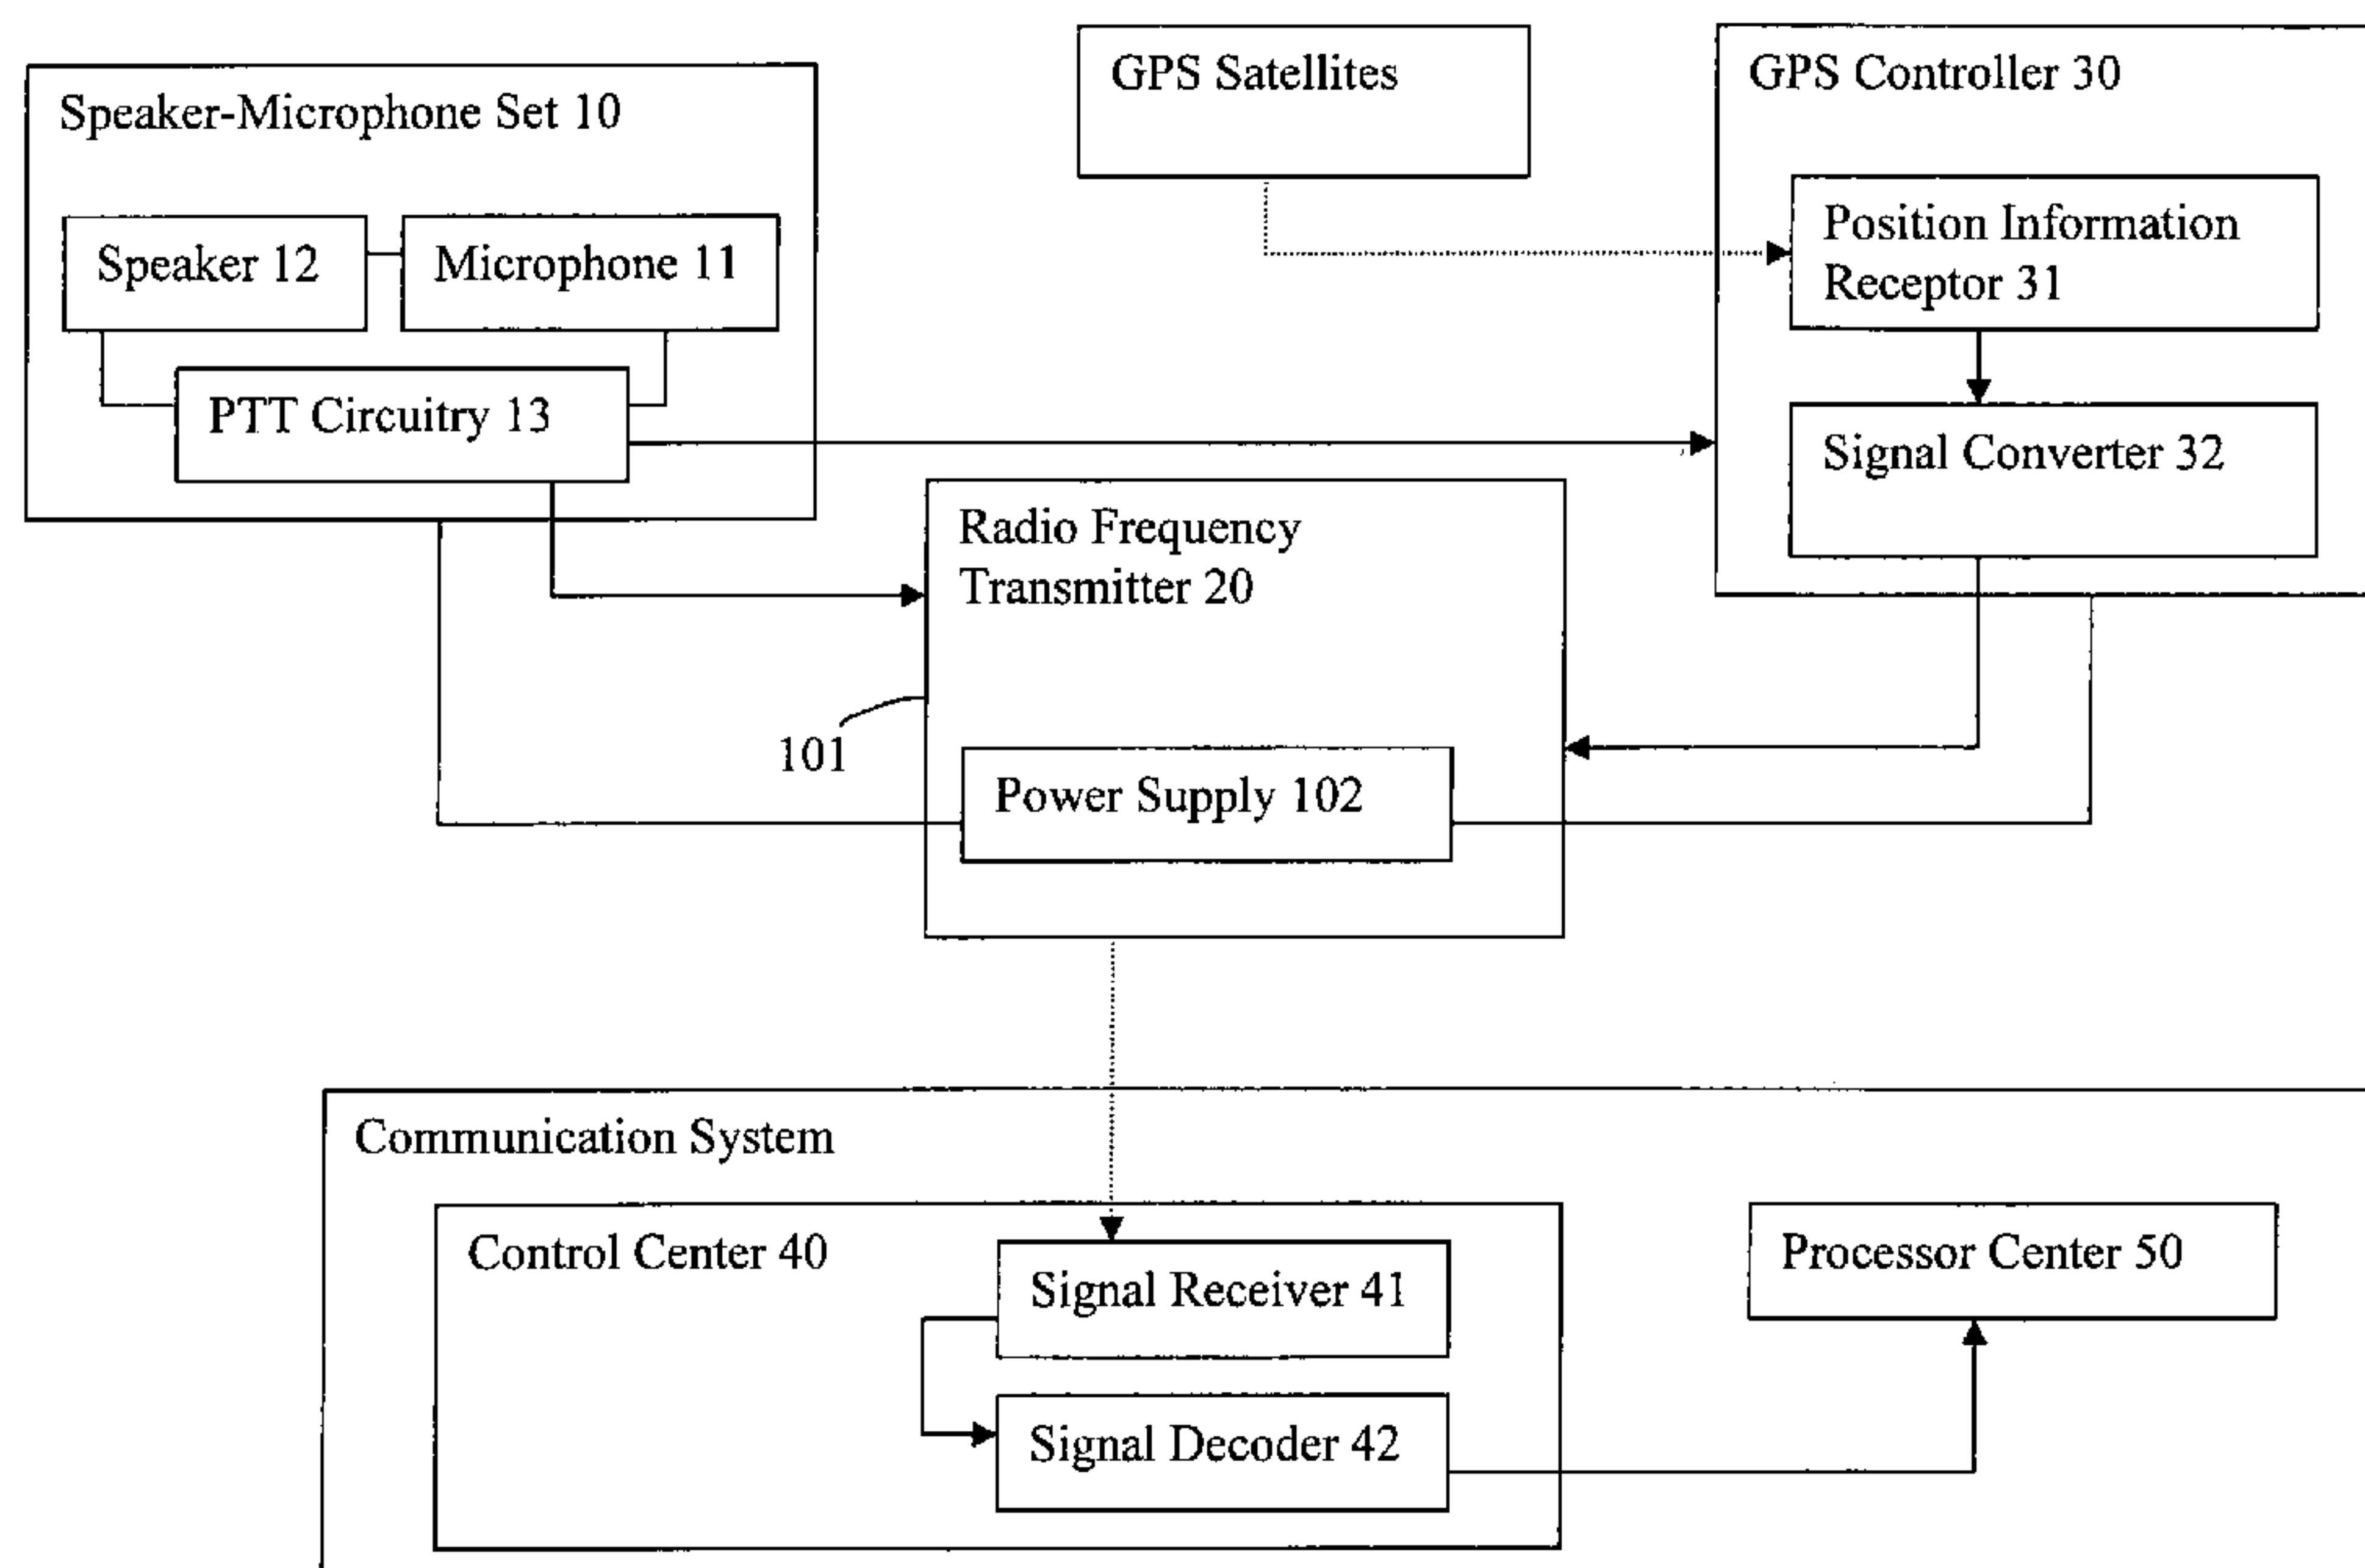 Speaker-Microphone Set 10
Speaker 12
Microphone 11
PTT Circuitry 13
GPS Satellites
GPS Controller 30
Position Information
Receptor 31
Signal Converter 32
Radio Frequency
Transmitter 20
101
Power Supply 102
Communication System
Control Center 40
Signal Receiver 41
Signal Decoder 42
Processor Center 50